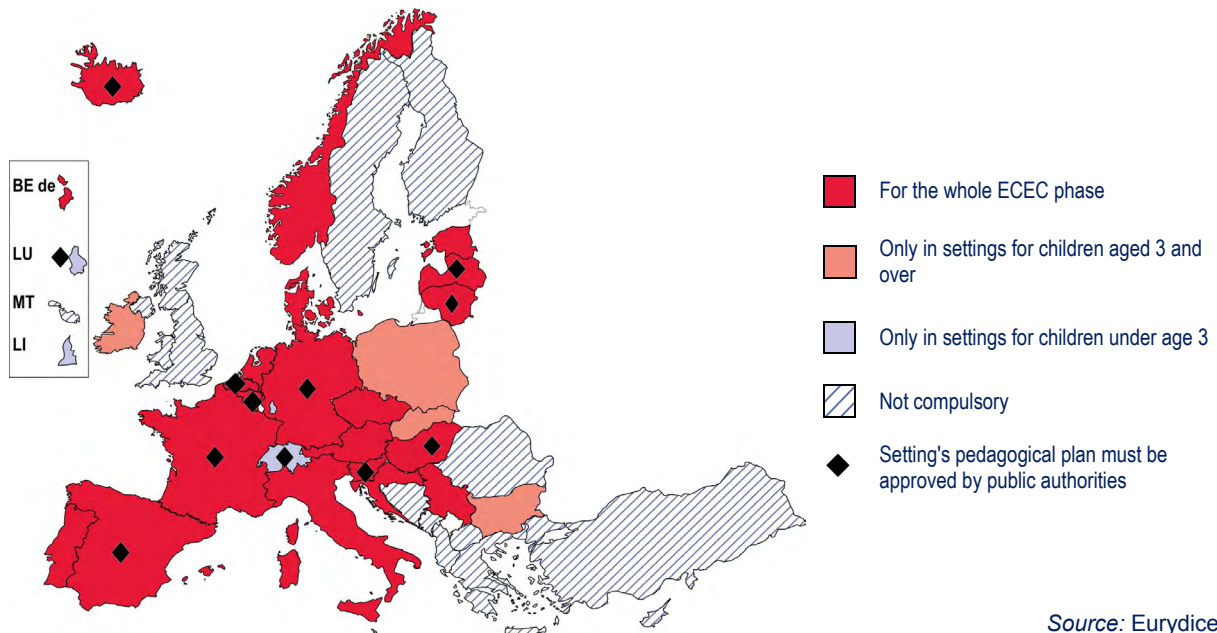 BE de
LU
MT
LI
For the whole ECEC phase
Only in settings for children aged 3 and
over
Only in settings for children under age 3
Not compulsory
Setting's pedagogical plan must be
approved by public authorities
Source: Eurydice